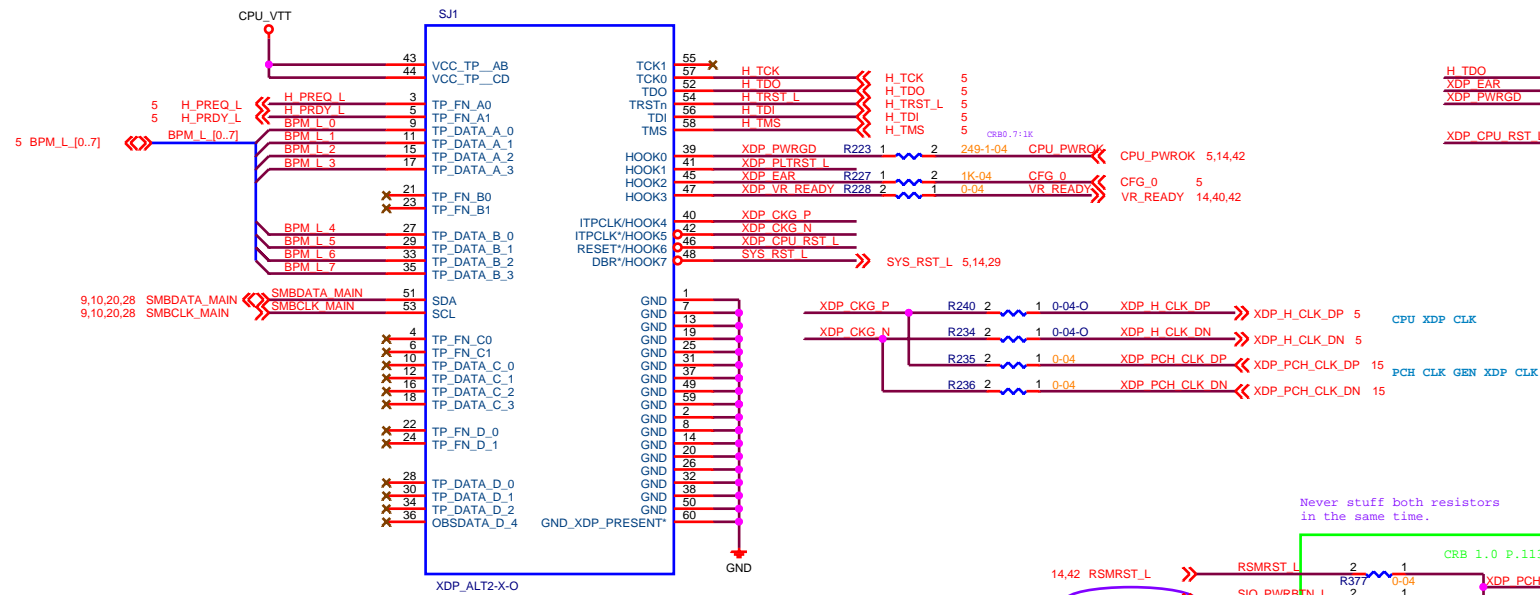 CPU_VTT
SJ1
43 VCC_TP__AB
44 VCC_TP__CD
5 H_PREQ_L H_PREQ_L 3 TP_FN_A0
5 H_PRDY_L H_PRDY_L 5 TP_FN_A1
5 BPM_L_[0..7] BPM_L_[0..7]
BPM_L_0 9 TP_DATA_A_0
BPM_L_1 11 TP_DATA_A_1
BPM_L_2 15 TP_DATA_A_2
BPM_L_3 17 TP_DATA_A_3
21 TP_FN_B0
23 TP_FN_B1
BPM_L_4 27 TP_DATA_B_0
BPM_L_5 29 TP_DATA_B_1
BPM_L_6 33 TP_DATA_B_2
BPM_L_7 35 TP_DATA_B_3
9,10,20,28 SMBDATA_MAIN SMBDATA_MAIN 51 SDA
9,10,20,28 SMBCLK_MAIN SMBCLK_MAIN 53 SCL
4 TP_FN_C0
6 TP_FN_C1
10 TP_DATA_C_0
12 TP_DATA_C_1
16 TP_DATA_C_2
18 TP_DATA_C_3
22 TP_FN_D_0
24 TP_FN_D_1
28 TP_DATA_D_0
30 TP_DATA_D_1
34 TP_DATA_D_2
36 OBSDATA_D_4
XDP_ALT2-X-O
TCK1 55
TCK0 57 H_TCK H_TCK 5
TDO 52 H_TDO H_TDO 5
TRSTn 54 H_TRST_L H_TRST_L 5
TDI 56 H_TDI H_TDI 5
TMS 58 H_TMS H_TMS 5
CRB0.7:1K
HOOK0 39 XDP_PWRGD R223 1 2 249-1-04 CPU_PWROK CPU_PWROK 5,14,42
HOOK1 41 XDP_PLTRST_L
HOOK2 45 XDP_EAR R227 1 2 1K-04 CFG_0 CFG_0 5
HOOK3 47 XDP_VR_READY R228 2 1 0-04 VR_READY VR_READY 14,40,42
ITPCLK/HOOK4 40 XDP_CKG_P
ITPCLK*/HOOK5 42 XDP_CKG_N
RESET*/HOOK6 46 XDP_CPU_RST_L
DBR*/HOOK7 48 SYS_RST_L SYS_RST_L 5,14,29
GND 1
GND 7
GND 13
GND 19
GND 25
GND 31
GND 37
GND 49
GND 59
GND 2
GND 8
GND 14
GND 20
GND 26
GND 32
GND 38
GND 50
GND_XDP_PRESENT* 60
GND
XDP_CKG_P R240 2 1 0-04-O XDP_H_CLK_DP XDP_H_CLK_DP 5
CPU XDP CLK
XDP_CKG_N R234 2 1 0-04-O XDP_H_CLK_DN XDP_H_CLK_DN 5
R235 2 1 0-04 XDP_PCH_CLK_DP XDP_PCH_CLK_DP 15
PCH CLK GEN XDP CLK
R236 2 1 0-04 XDP_PCH_CLK_DN XDP_PCH_CLK_DN 15
H_TDO
XDP_EAR
XDP_PWRGD
XDP_CPU_RST_L
Never stuff both resistors
in the same time.
CRB 1.0 P.11
14,42 RSMRST_L RSMRST_L 2 1
R377 0-04
XDP_PCH
SIO_PWRBTN_L 2 1